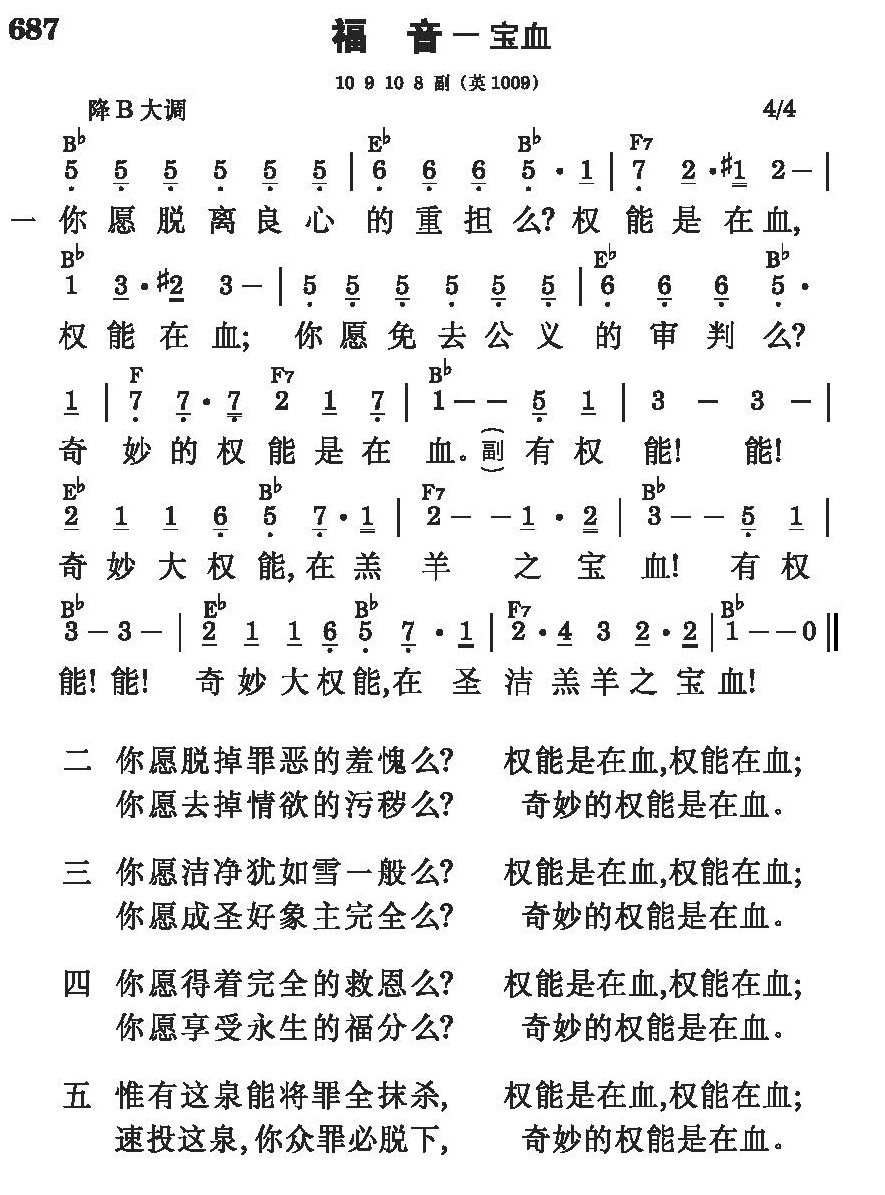 687
福 音－宝血
10 9 10 8 副（英1009）
降B大调 4/4
B♭ E♭ B♭ F7
5 5 5 5 5 5 | 6 6 6 5 · 1 | 7 2 · #1 2 － |
一 你愿脱离良心的重担么? 权能是在血,
B♭ E♭ B♭
1 3 · #2 3 － | 5 5 5 5 5 5 | 6 6 6 5 ·
权能在血; 你愿免去公义的审判么?
F F7 B♭
1 | 7 7 · 7 2 1 7 | 1 － － 5 1 | 3 － 3 － |
奇妙的权能是在血。(副)有权能! 能!
E♭ B♭ F7 B♭
2 1 1 6 5 7 · 1 | 2 － － 1 · 2 | 3 － － 5 1 |
奇妙大权能,在羔羊之宝血! 有权
B♭ E♭ B♭ F7 B♭
3 － 3 － | 2 1 1 6 5 7 · 1 | 2 · 4 3 2 · 2 | 1 － － 0 ‖
能! 能! 奇妙大权能,在圣洁羔羊之宝血!
二 你愿脱掉罪恶的羞愧么? 权能是在血,权能在血;
你愿去掉情欲的污秽么? 奇妙的权能是在血。
三 你愿洁净犹如雪一般么? 权能是在血,权能在血;
你愿成圣好象主完全么? 奇妙的权能是在血。
四 你愿得着完全的救恩么? 权能是在血,权能在血;
你愿享受永生的福分么? 奇妙的权能是在血。
五 惟有这泉能将罪全抹杀, 权能是在血,权能在血;
速投这泉,你众罪必脱下, 奇妙的权能是在血。